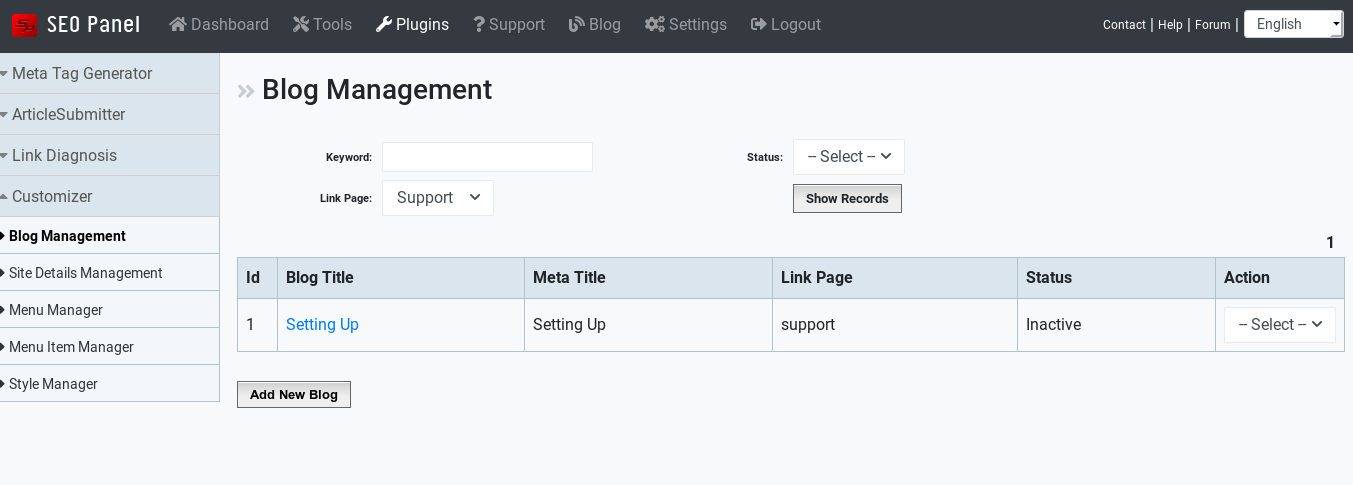 SEO Panel Dashboard Tools Plugins Support Blog Settings Logout Contact | Help | Forum | English
Meta Tag Generator
ArticleSubmitter
Link Diagnosis
Customizer
Blog Management
Site Details Management
Menu Manager
Menu Item Manager
Style Manager
» Blog Management
Keyword: Status: -- Select --
Link Page: Support Show Records
1
Id Blog Title Meta Title Link Page Status Action
1 Setting Up Setting Up support Inactive -- Select --
Add New Blog